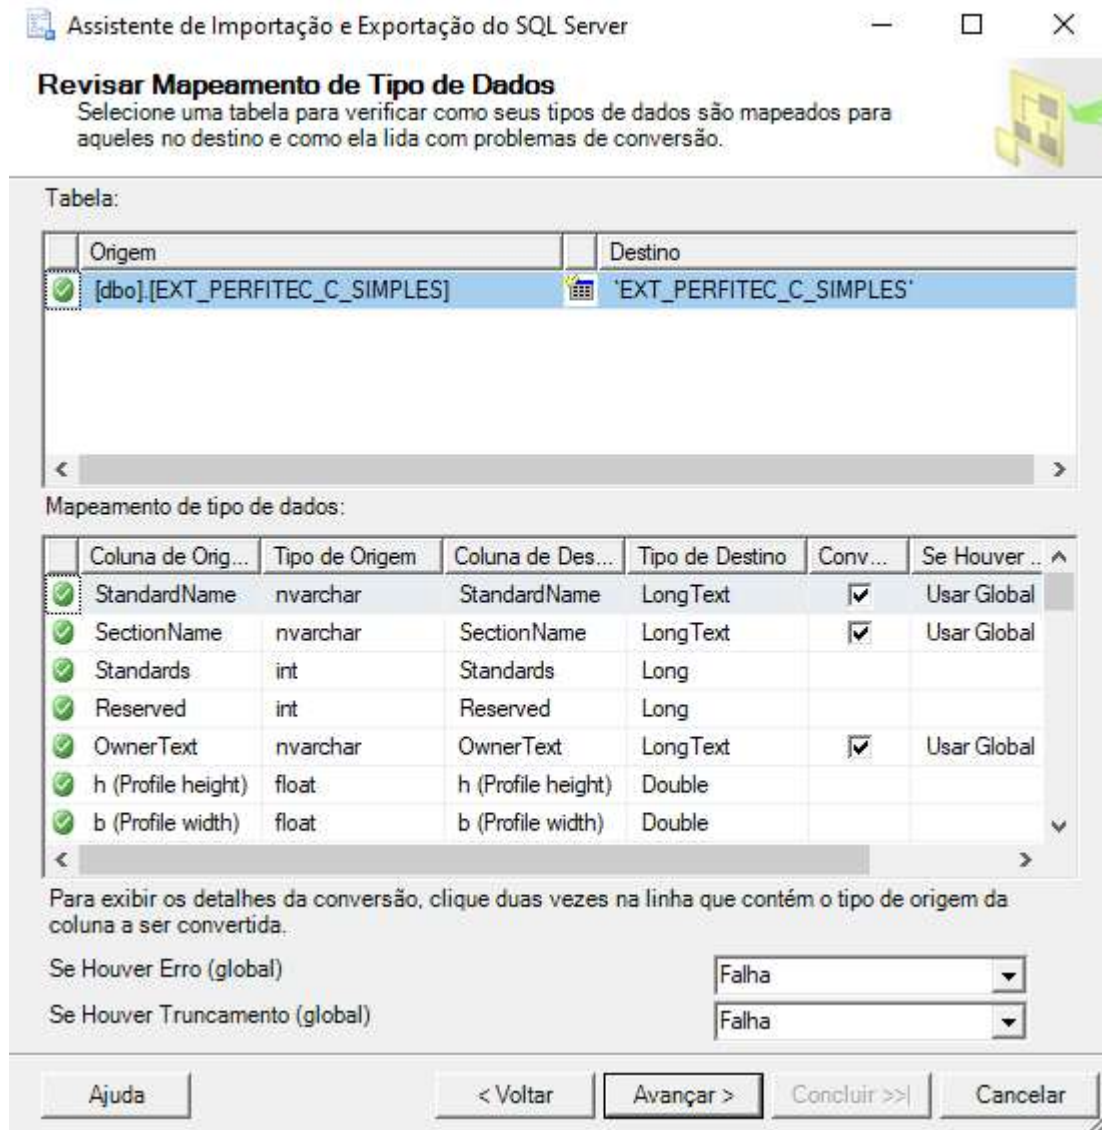 Assistente de Importação e Exportação do SQL Server
Revisar Mapeamento de Tipo de Dados
Selecione uma tabela para verificar como seus tipos de dados são mapeados para
aqueles no destino e como ela lida com problemas de conversão.
Tabela:
Origem Destino
[dbo].[EXT_PERFITEC_C_SIMPLES] 'EXT_PERFITEC_C_SIMPLES'
Mapeamento de tipo de dados:
Coluna de Orig... Tipo de Origem Coluna de Des... Tipo de Destino Conv... Se Houver ...
StandardName nvarchar StandardName LongText Usar Global
SectionName nvarchar SectionName LongText Usar Global
Standards int Standards Long
Reserved int Reserved Long
OwnerText nvarchar OwnerText LongText Usar Global
h (Profile height) float h (Profile height) Double
b (Profile width) float b (Profile width) Double
Para exibir os detalhes da conversão, clique duas vezes na linha que contém o tipo de origem da
coluna a ser convertida.
Se Houver Erro (global) Falha
Se Houver Truncamento (global) Falha
Ajuda < Voltar Avançar > Concluir >>| Cancelar